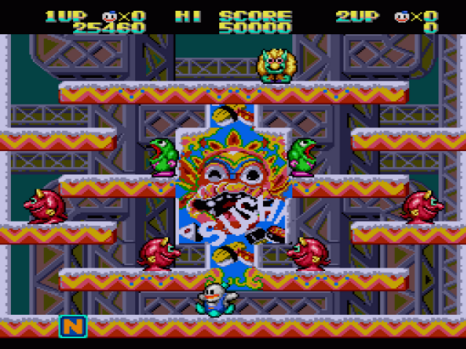 1UP ×0 HI SCORE 2UP ×0
25460 50000 0
SUSHI
N